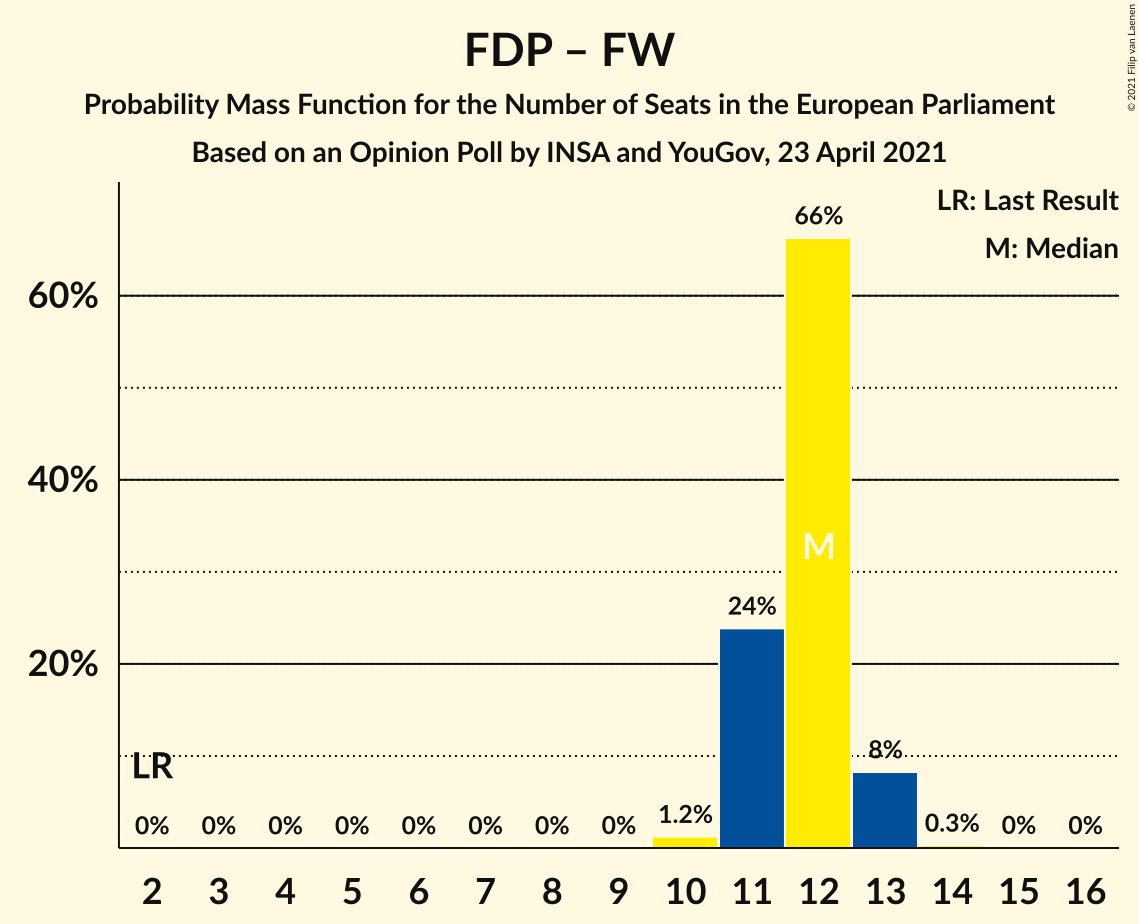 FDP – FW
Probability Mass Function for the Number of Seats in the European Parliament
Based on an Opinion Poll by INSA and YouGov, 23 April 2021
© 2021 Filip van Laenen
LR: Last Result
M: Median
66%
60%
40%
M
24%
20%
LR
8%
0% 0% 0% 0% 0% 0% 0% 0% 1.2% 0.3% 0% 0%
2 3 4 5 6 7 8 9 10 11 12 13 14 15 16